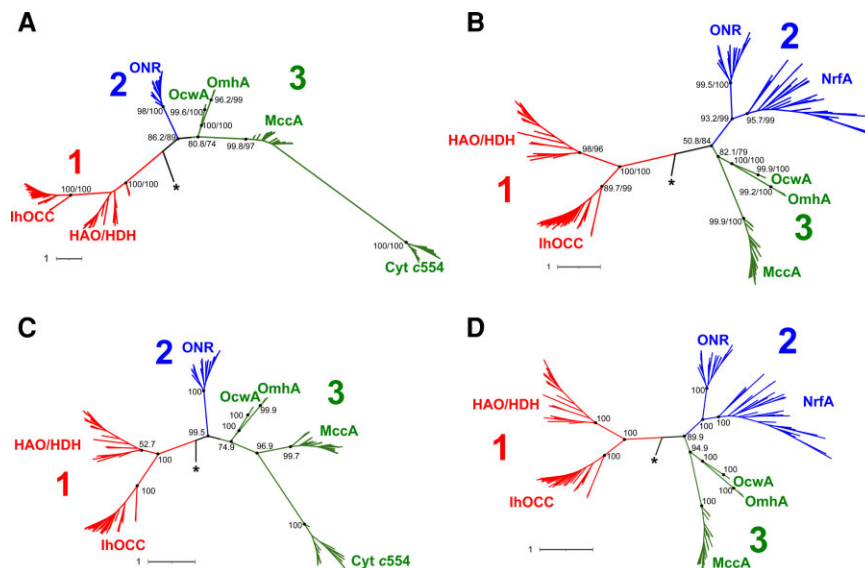 A
ONR
2
98/100
OmhA
OcwA
96.2/99
99.6/100
3
100/100
MccA
86.2/89
80.8/74
99.8/97
1
100/100
*
100/100
IhOCC
HAO/HDH
100/100
Cyt c554
1
B
ONR
2
NrfA
99.5/100
93.2/99
95.7/99
HAO/HDH
98/96
50.8/84
82.1/79
100/100
100/100
99.9/100
*
OcwA
1
89.7/99
99.2/100
OmhA
IhOCC
99.9/100
3
MccA
1
C
2
ONR
OmhA
OcwA
3
100
100
99.9
100
HAO/HDH
MccA
52.7
99.5
74.9
96.9
99.7
100
*
1
100
IhOCC
100
Cyt c554
1
D
ONR
2
100
NrfA
HAO/HDH
100
100
100
100
89.9
94.9
*
1
100
100
100
OcwA
100
OmhA
IhOCC
100
3
MccA
1